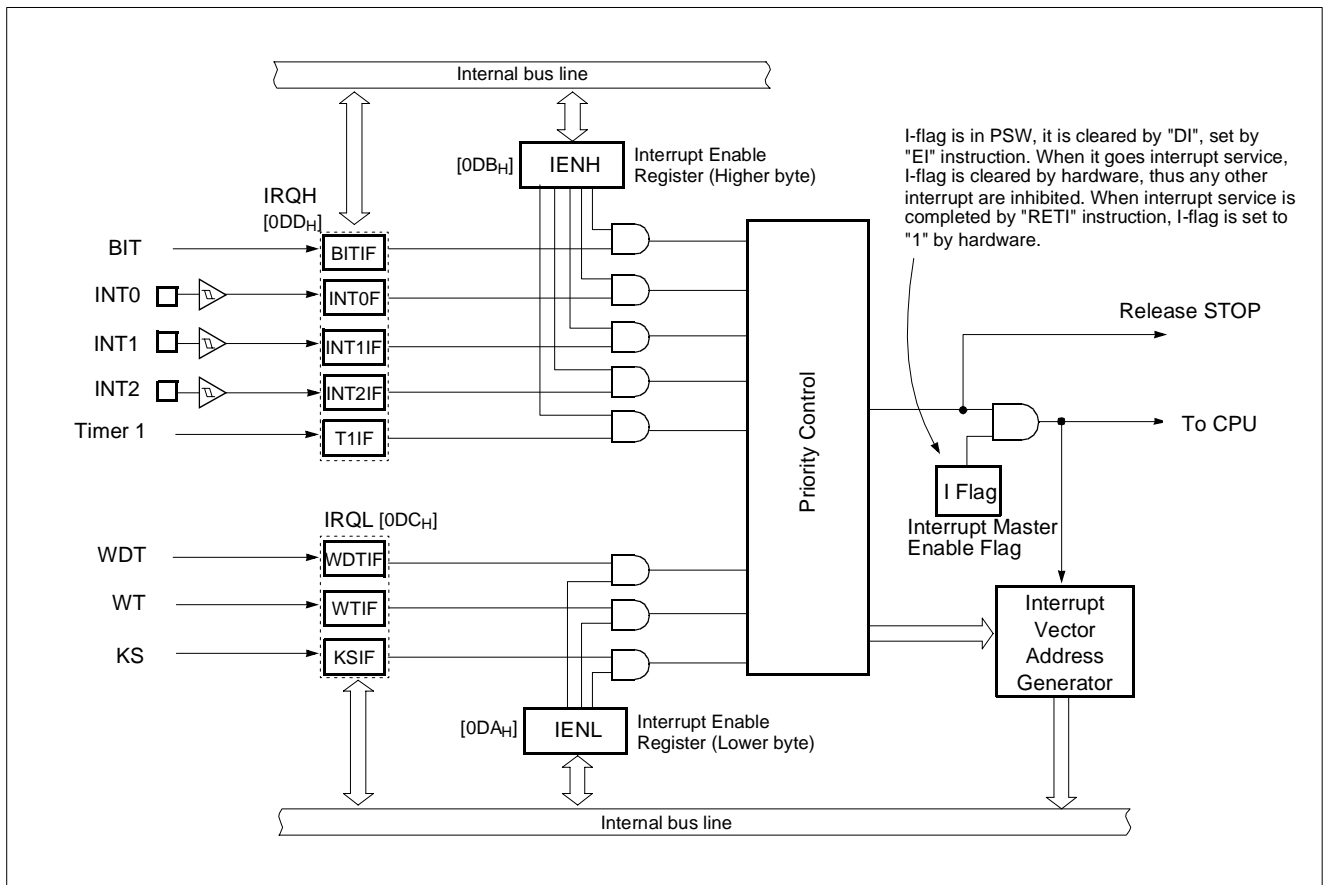 Internal bus line
I-flag is in PSW, it is cleared by "DI", set by
"EI" instruction. When it goes interrupt service,
I-flag is cleared by hardware, thus any other
interrupt are inhibited. When interrupt service is
completed by "RETI" instruction, I-flag is set to
"1" by hardware.
[0DBH]
IENH
Interrupt Enable
Register (Higher byte)
IRQH
[0DDH]
BIT
BITIF
INT0
INT0F
INT1
INT1IF
INT2
INT2IF
Timer 1
T1IF
Priority Control
Release STOP
To CPU
I Flag
Interrupt Master
Enable Flag
IRQL [0DCH]
WDT
WDTIF
WT
WTIF
KS
KSIF
Interrupt
Vector
Address
Generator
[0DAH]
IENL
Interrupt Enable
Register (Lower byte)
Internal bus line